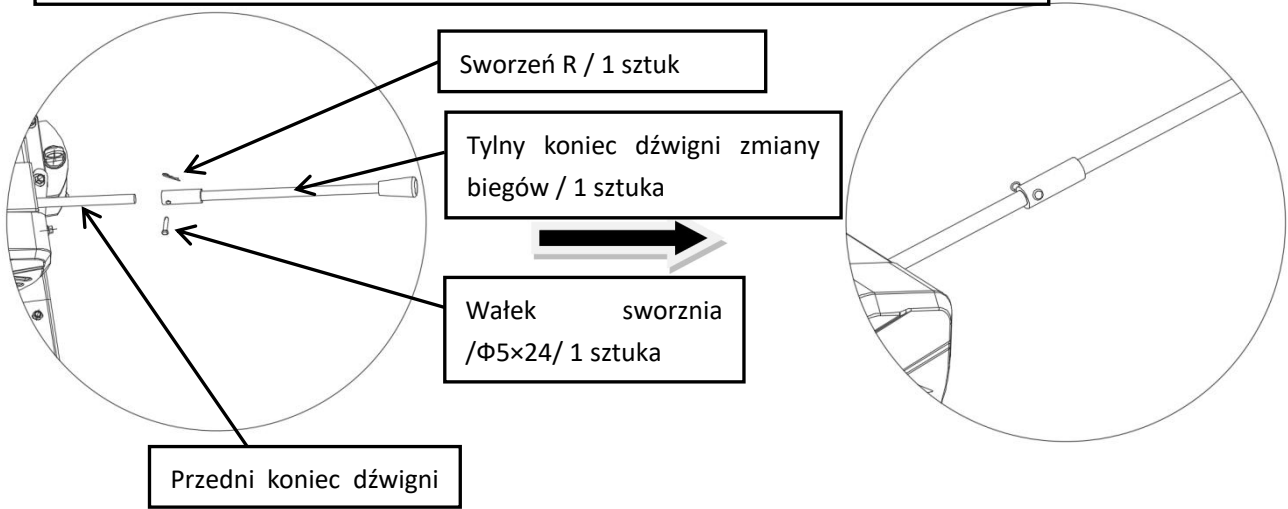 Sworzeń R / 1 sztuk
Tylny koniec dźwigni zmiany
biegów / 1 sztuka
Wałek sworznia
/Φ5×24/ 1 sztuka
Przedni koniec dźwigni